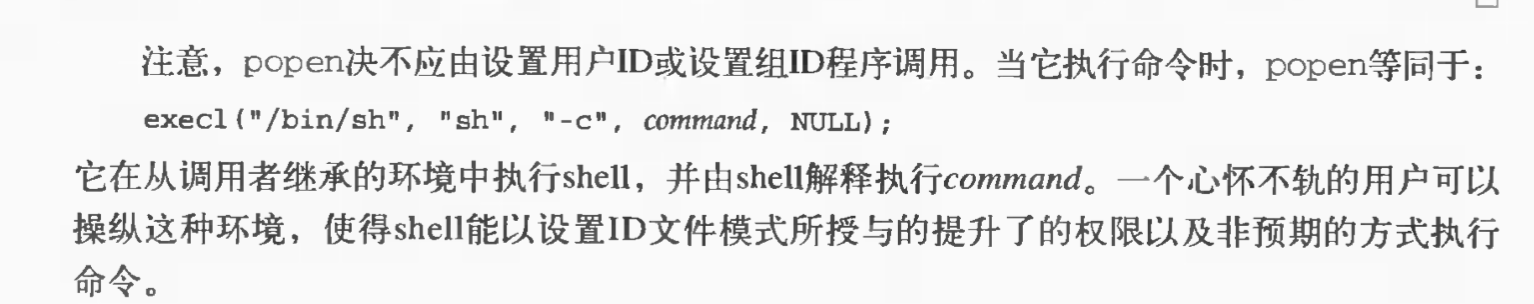 注意，popen决不应由设置用户ID或设置组ID程序调用。当它执行命令时，popen等同于：
execl("/bin/sh", "sh", "-c", command, NULL);
它在从调用者继承的环境中执行shell，并由shell解释执行command。一个心怀不轨的用户可以
操纵这种环境，使得shell能以设置ID文件模式所授与的提升了的权限以及非预期的方式执行
命令。